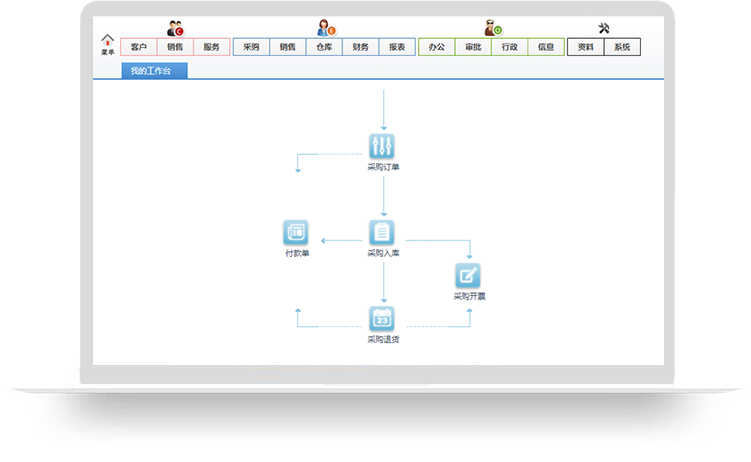 C
E
O
菜单
客户 销售 服务 采购 销售 仓库 财务 报表 办公 审批 行政 信息 资料 系统
我的工作台
采购订单
付款单
采购入库
采购开票
23
采购退货